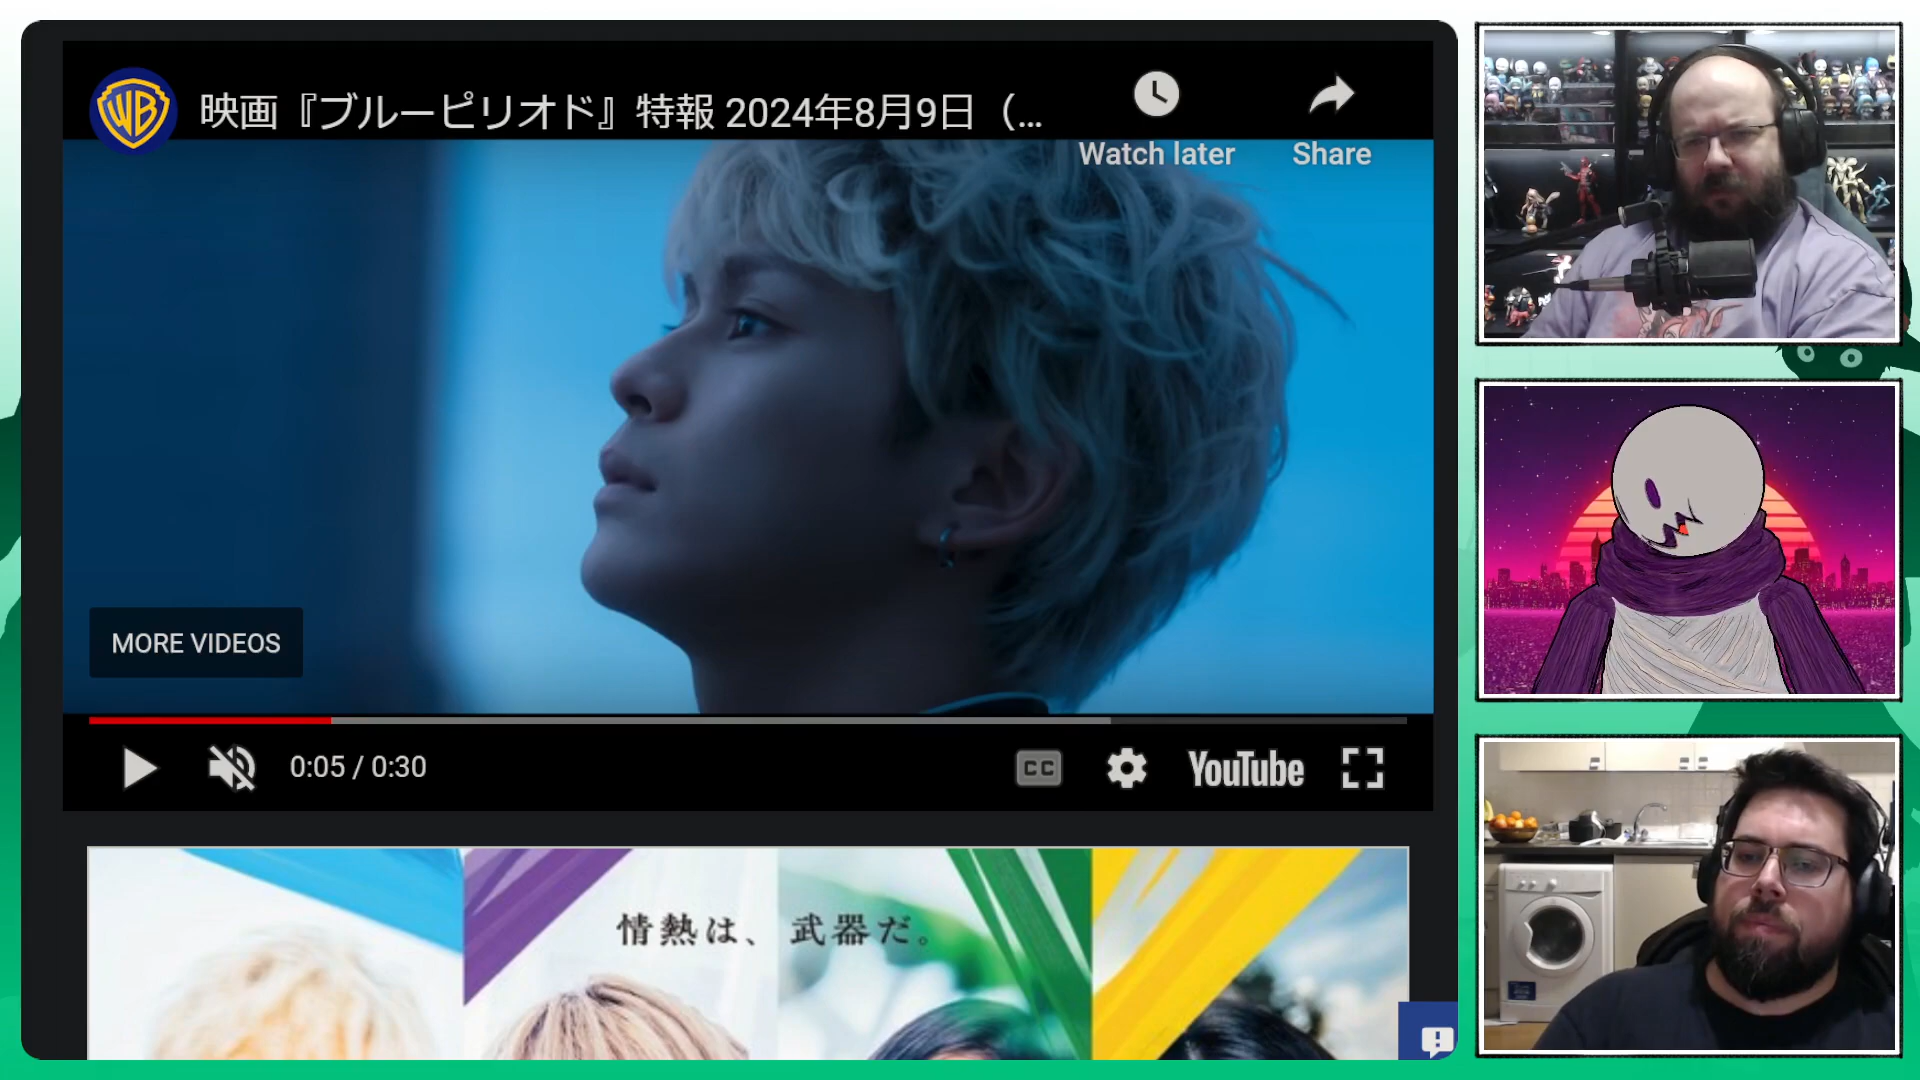 WB
映画『ブルーピリオド』特報 2024年8月9日（...
Watch later
Share
MORE VIDEOS
0:05 / 0:30
CC
YouTube
情熱は、武器だ。